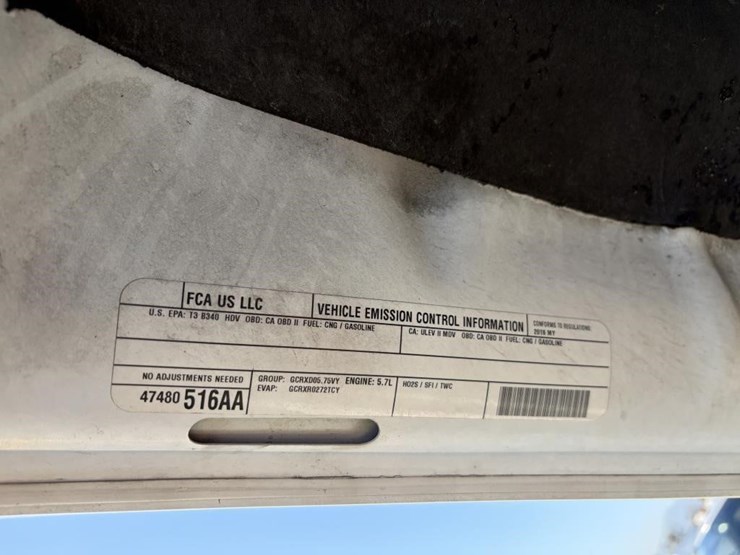 FCA US LLC
VEHICLE EMISSION CONTROL INFORMATION
CONFORMS TO REGULATIONS:
2016 MY
U.S. EPA: T3 B340 HDV OBD: CA OBD II FUEL: CNG / GASOLINE
CA: ULEV II MDV OBD: CA OBD II FUEL: CNG / GASOLINE
NO ADJUSTMENTS NEEDED
47480 516AA
GROUP: GCRXD05.75VY ENGINE: 5.7L
EVAP: GCRXR0272TCY
HO2S / SFI / TWC